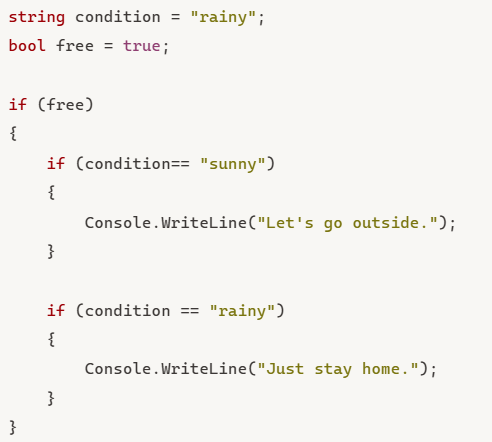 string condition = "rainy";
bool free = true;

if (free)
{
    if (condition== "sunny")
    {
        Console.WriteLine("Let's go outside.");
    }

    if (condition == "rainy")
    {
        Console.WriteLine("Just stay home.");
    }
}